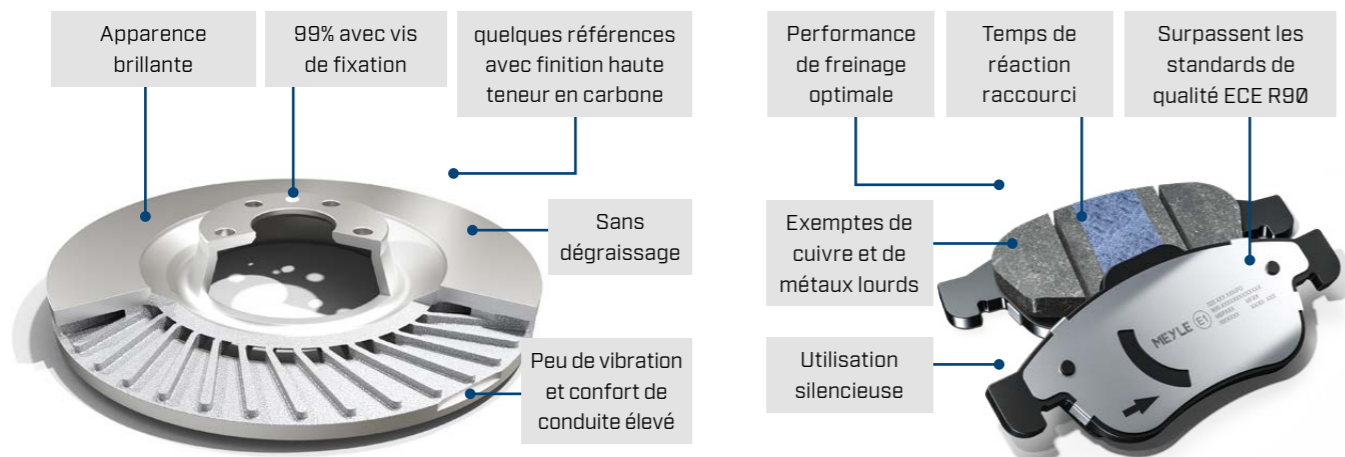 Apparence
brillante
99% avec vis
de fixation
quelques références
avec finition haute
teneur en carbone
Sans
dégraissage
Peu de vibration
et confort de
conduite élevé
Performance
de freinage
optimale
Temps de
réaction
raccourci
Surpassent les
standards de
qualité ECE R90
Exemptes de
cuivre et de
métaux lourds
Utilisation
silencieuse
MEYLE E1